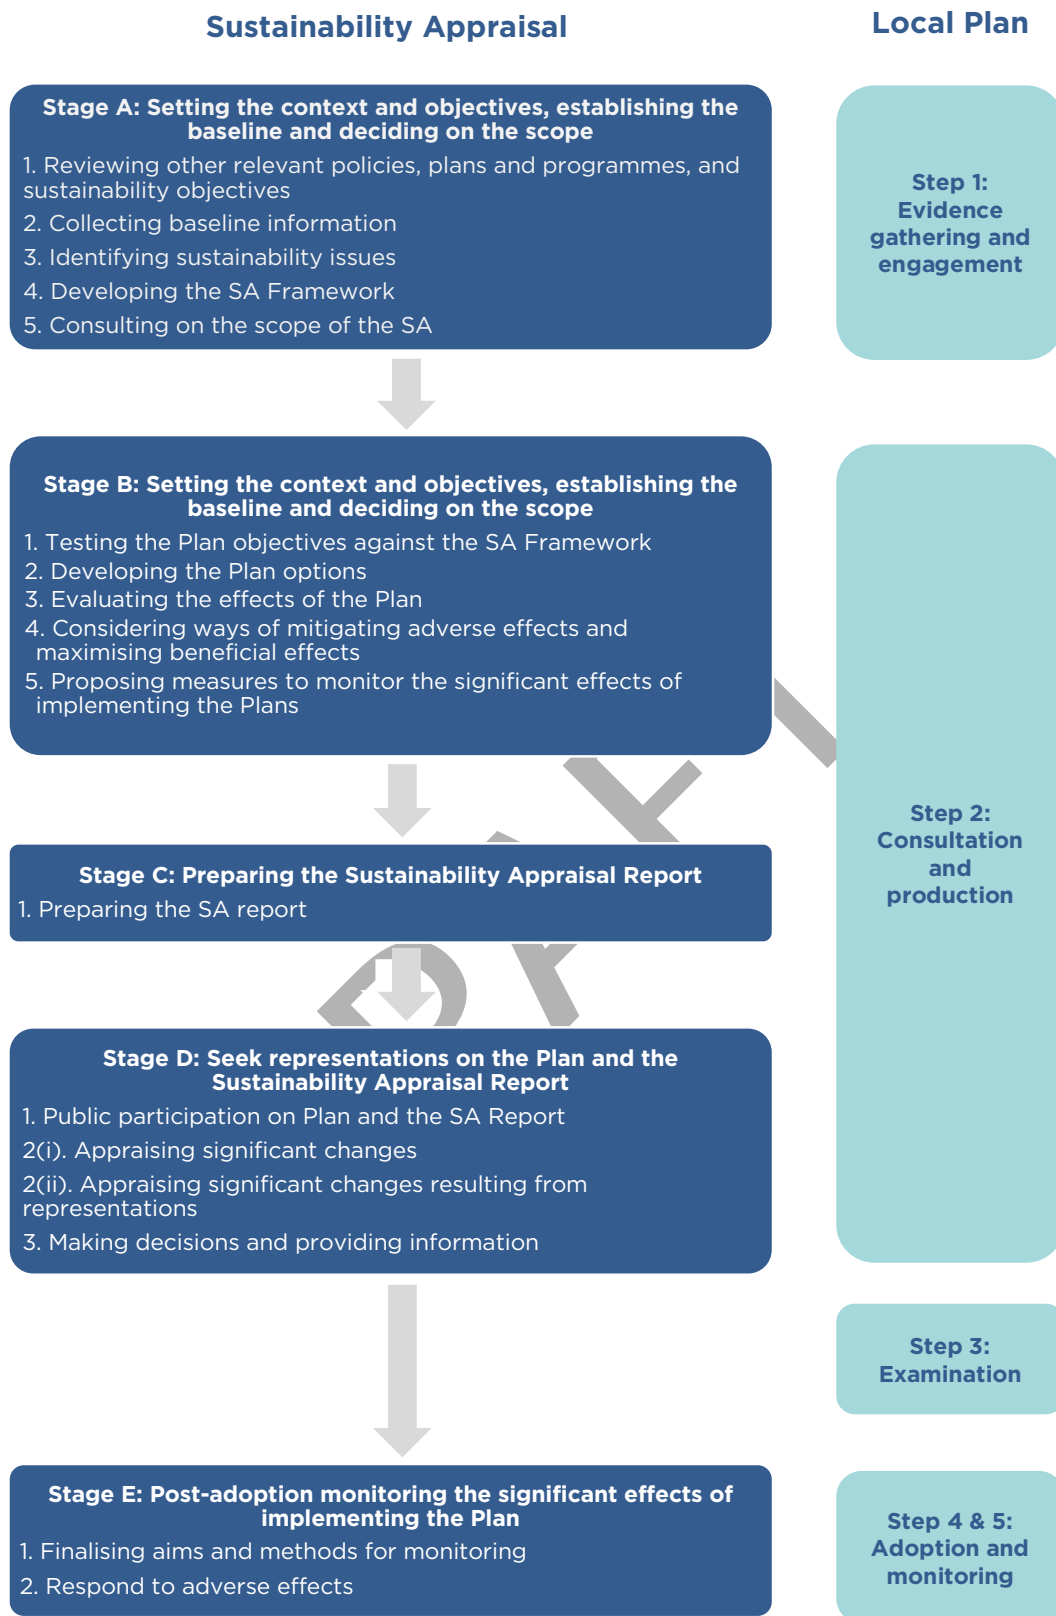 Sustainability Appraisal
Local Plan
Stage A: Setting the context and objectives, establishing the
baseline and deciding on the scope
1. Reviewing other relevant policies, plans and programmes, and
sustainability objectives
2. Collecting baseline information
3. Identifying sustainability issues
4. Developing the SA Framework
5. Consulting on the scope of the SA
Step 1:
Evidence
gathering and
engagement
Stage B: Setting the context and objectives, establishing the
baseline and deciding on the scope
1. Testing the Plan objectives against the SA Framework
2. Developing the Plan options
3. Evaluating the effects of the Plan
4. Considering ways of mitigating adverse effects and
maximising beneficial effects
5. Proposing measures to monitor the significant effects of
implementing the Plans
Stage C: Preparing the Sustainability Appraisal Report
1. Preparing the SA report
Stage D: Seek representations on the Plan and the
Sustainability Appraisal Report
1. Public participation on Plan and the SA Report
2(i). Appraising significant changes
2(ii). Appraising significant changes resulting from
representations
3. Making decisions and providing information
Step 2:
Consultation
and
production
Step 3:
Examination
Stage E: Post-adoption monitoring the significant effects of
implementing the Plan
1. Finalising aims and methods for monitoring
2. Respond to adverse effects
Step 4 & 5:
Adoption and
monitoring